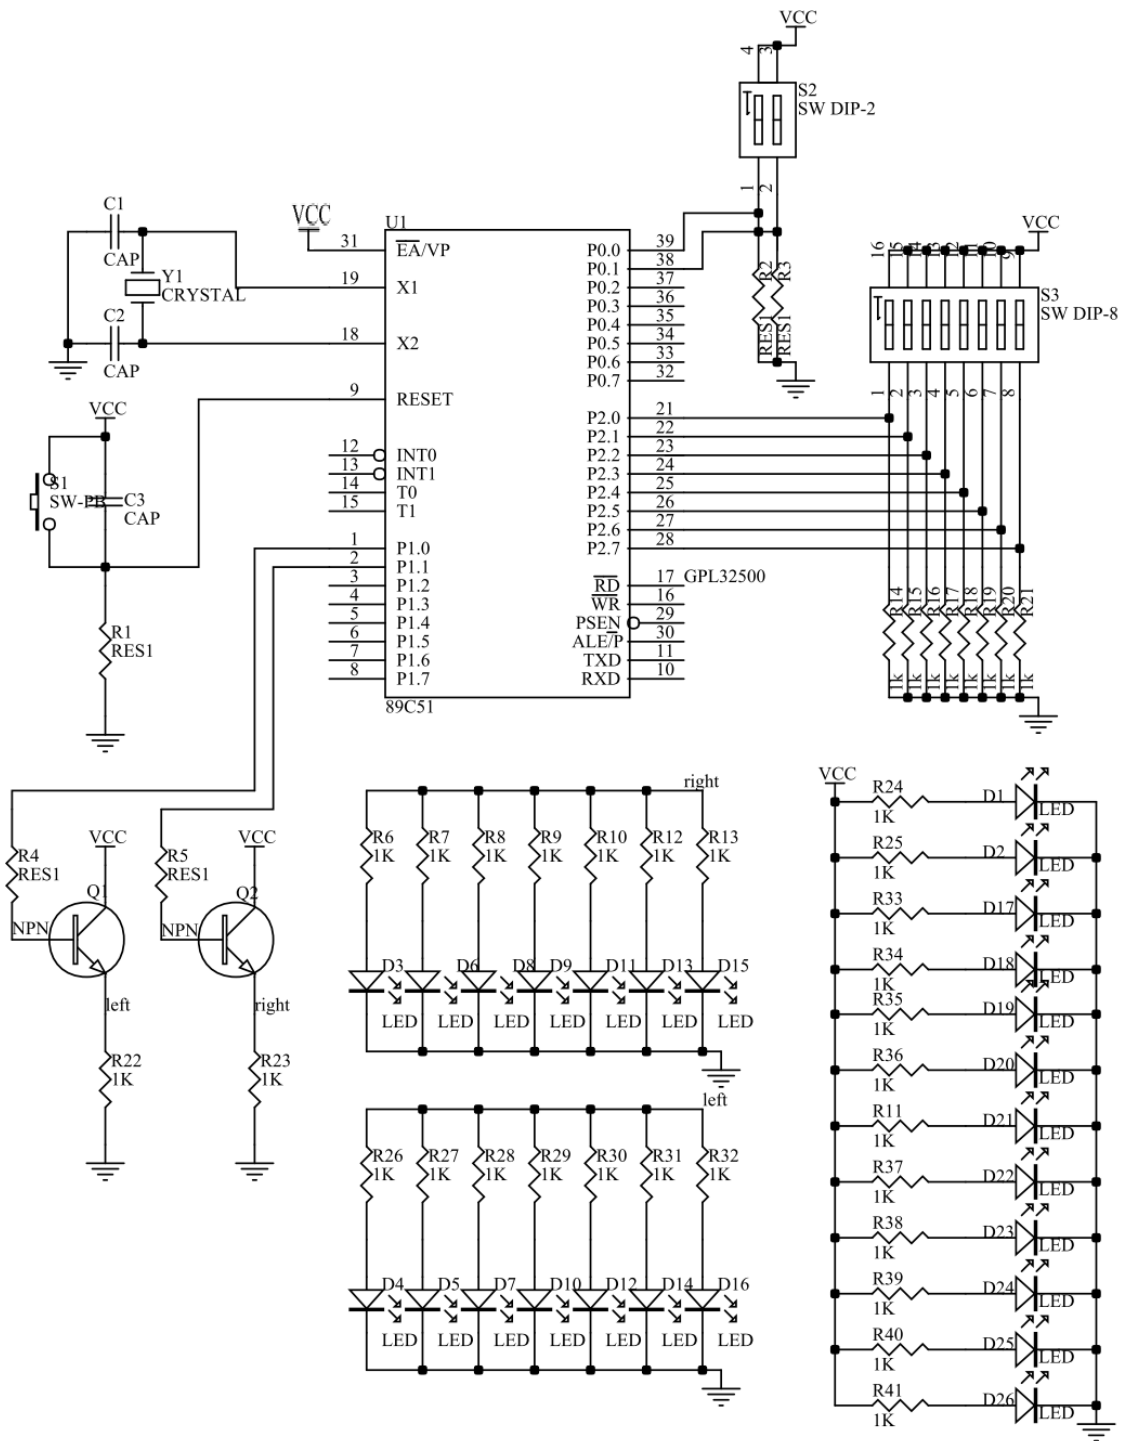 VCC
4
3
S2
SW DIP-2
1
2
C1
CAP
Y1
CRYSTAL
C2
CAP
VCC
U1
31
EA/VP
19
X1
18
X2
9
RESET
12
INT0
13
INT1
14
T0
15
T1
1
P1.0
2
P1.1
3
P1.2
4
P1.3
5
P1.4
6
P1.5
7
P1.6
8
P1.7
89C51
P0.0
39
P0.1
38
P0.2
37
P0.3
36
P0.4
35
P0.5
34
P0.6
33
P0.7
32
P2.0
21
P2.1
22
P2.2
23
P2.3
24
P2.4
25
P2.5
26
P2.6
27
P2.7
28
RD
17
GPL32500
WR
16
PSEN
29
ALE/P
30
TXD
11
RXD
10
R2
RES1
R3
RES1
VCC
16
15
14
13
12
11
10
9
S3
SW DIP-8
1
2
3
4
5
6
7
8
R14
R15
R16
R17
R18
R19
R20
R21
1k
1k
1k
1k
1k
1k
1k
1k
VCC
S1
SW-PB
C3
CAP
R1
RES1
R4
RES1
VCC
Q1
NPN
left
R22
1K
R5
RES1
VCC
Q2
NPN
right
R23
1K
right
R6
1K
R7
1K
R8
1K
R9
1K
R10
1K
R12
1K
R13
1K
D3
D6
D8
D9
D11
D13
D15
LED
LED
LED
LED
LED
LED
LED
left
R26
1K
R27
1K
R28
1K
R29
1K
R30
1K
R31
1K
R32
1K
D4
D5
D7
D10
D12
D14
D16
LED
LED
LED
LED
LED
LED
LED
VCC
R24
1K
D1
LED
R25
1K
D2
LED
R33
1K
D17
LED
R34
1K
D18
LED
R35
1K
D19
LED
R36
1K
D20
LED
R11
1K
D21
LED
R37
1K
D22
LED
R38
1K
D23
LED
R39
1K
D24
LED
R40
1K
D25
LED
R41
1K
D26
LED